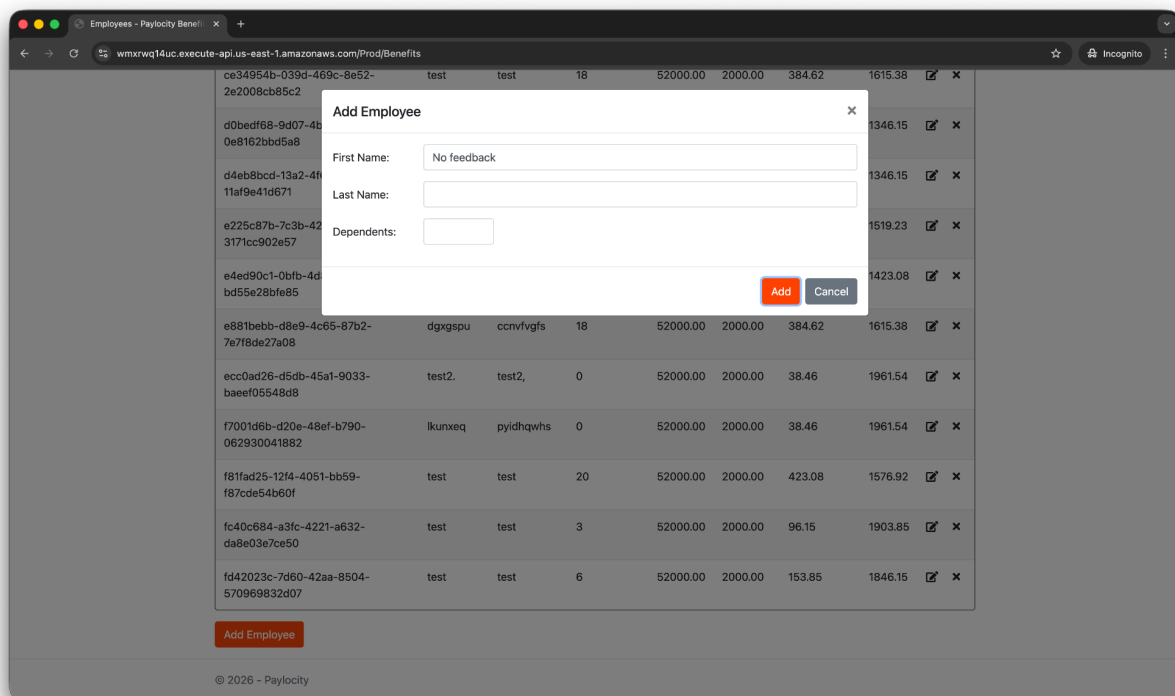 Employees - Paylocity Benefi
wmxrwq14uc.execute-api.us-east-1.amazonaws.com/Prod/Benefits
Incognito
ce34954b-039d-469c-8e52- test test 18 52000.00 2000.00 384.62 1615.38
2e2008cb85c2
Add Employee
d0bedf68-9d07-4b 1346.15
0e8162bbd5a8
First Name: No feedback
d4eb8bcd-13a2-4f 1346.15
11af9e41d671
Last Name:
e225c87b-7c3b-42 1519.23
3171cc902e57
Dependents:
e4ed90c1-0bfb-4d 1423.08
bd55e28bfe85
Add Cancel
e881bebb-d8e9-4c65-87b2- dgxgspu ccnvfvgfs 18 52000.00 2000.00 384.62 1615.38
7e7f8de27a08
ecc0ad26-d5db-45a1-9033- test2. test2, 0 52000.00 2000.00 38.46 1961.54
baeef05548d8
f7001d6b-d20e-48ef-b790- lkunxeq pyidhqwhs 0 52000.00 2000.00 38.46 1961.54
062930041882
f81fad25-12f4-4051-bb59- test test 20 52000.00 2000.00 423.08 1576.92
f87cde54b60f
fc40c684-a3fc-4221-a632- test test 3 52000.00 2000.00 96.15 1903.85
da8e03e7ce50
fd42023c-7d60-42aa-8504- test test 6 52000.00 2000.00 153.85 1846.15
570969832d07
Add Employee
© 2026 - Paylocity